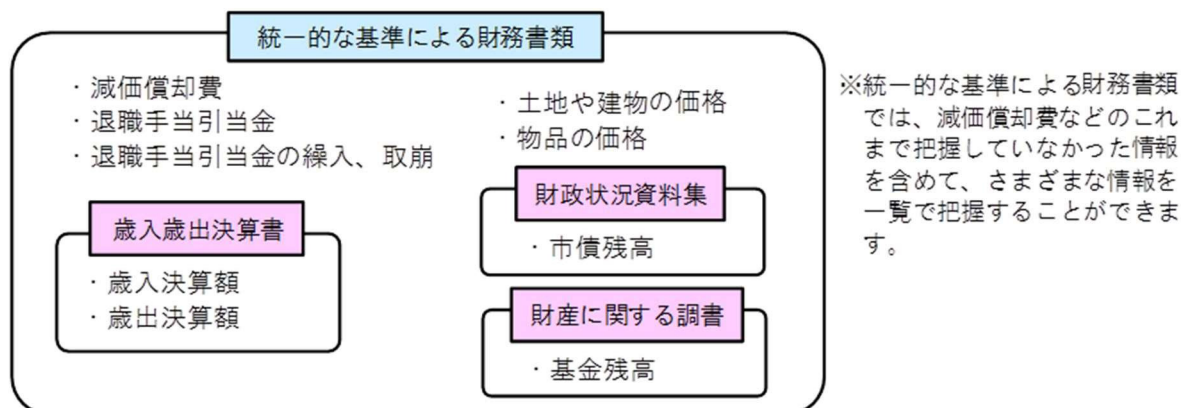 統一的な基準による財務書類
・減価償却費
・退職手当引当金
・退職手当引当金の繰入、取崩
・土地や建物の価格
・物品の価格
歳入歳出決算書
・歳入決算額
・歳出決算額
財政状況資料集
・市債残高
財産に関する調書
・基金残高
※統一的な基準による財務書類
では、減価償却費などのこれ
まで把握していなかった情報
を含めて、さまざまな情報を
一覧で把握することができま
す。